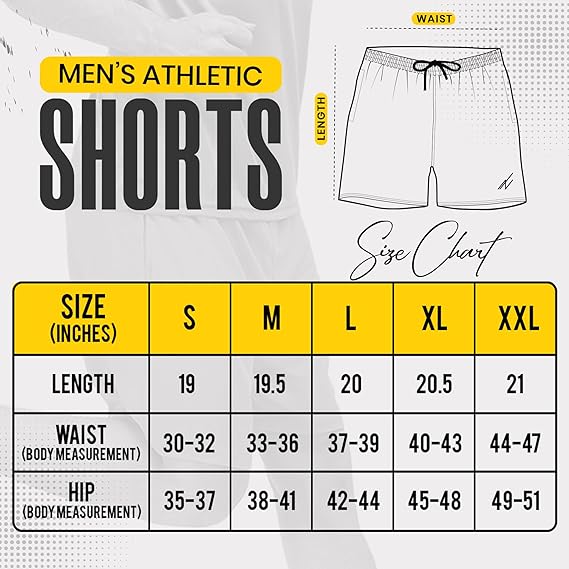 WAIST
MEN'S ATHLETIC
SHORTS
LENGTH
Size Chart
SIZE (INCHES) S M L XL XXL
LENGTH 19 19.5 20 20.5 21
WAIST (BODY MEASUREMENT) 30-32 33-36 37-39 40-43 44-47
HIP (BODY MEASUREMENT) 35-37 38-41 42-44 45-48 49-51